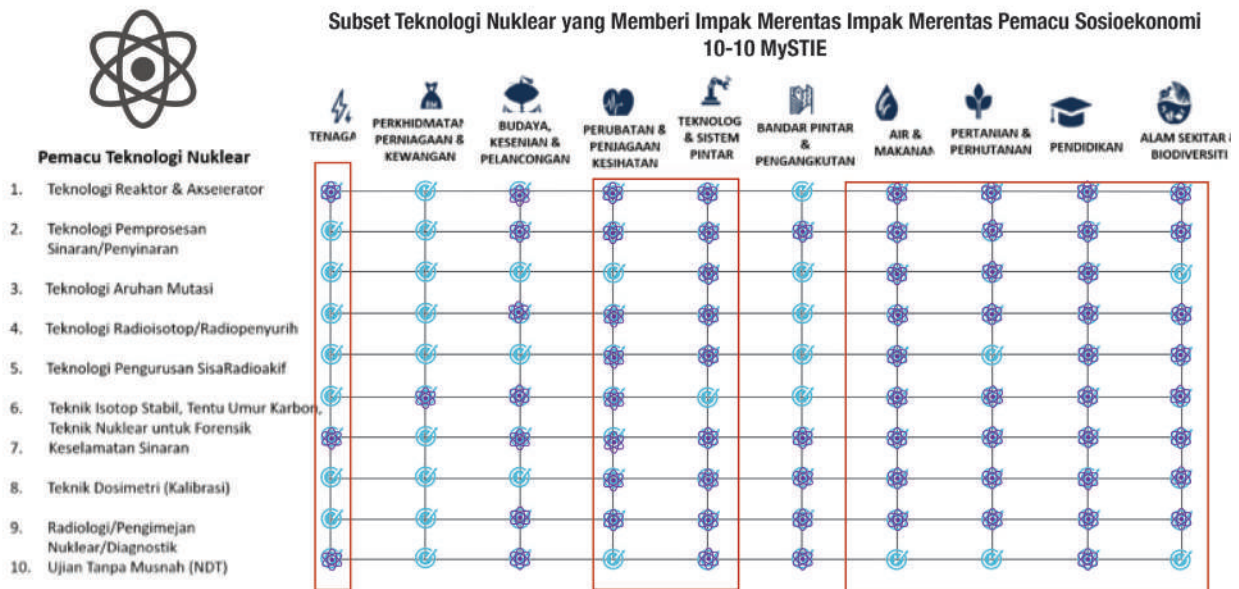 Subset Teknologi Nuklear yang Memberi Impak Merentas Impak Merentas Pemacu Sosioekonomi
10-10 MySTIE
TENAGA
PERKHIDMATAN
PERNIAGAAN &
KEWANGAN
BUDAYA,
KESENIAN &
PELANCONGAN
PERUBATAN &
PENJAGAAN
KESIHATAN
TEKNOLOG
& SISTEM
PINTAR
BANDAR PINTAR
&
PENGANGKUTAN
AIR &
MAKANAN
PERTANIAN &
PERHUTANAN
PENDIDIKAN
ALAM SEKITAR &
BIODIVERSITI
Pemacu Teknologi Nuklear
1. Teknologi Reaktor & Akselerator
2. Teknologi Pemprosesan
Sinaran/Penyinaran
3. Teknologi Aruhan Mutasi
4. Teknologi Radioisotop/Radiopenyurih
5. Teknologi Pengurusan SisaRadioakif
6. Teknik Isotop Stabil, Tentu Umur Karbon,
Teknik Nuklear untuk Forensik
7. Keselamatan Sinaran
8. Teknik Dosimetri (Kalibrasi)
9. Radiologi/Pengimejan
Nuklear/Diagnostik
10. Ujian Tanpa Musnah (NDT)